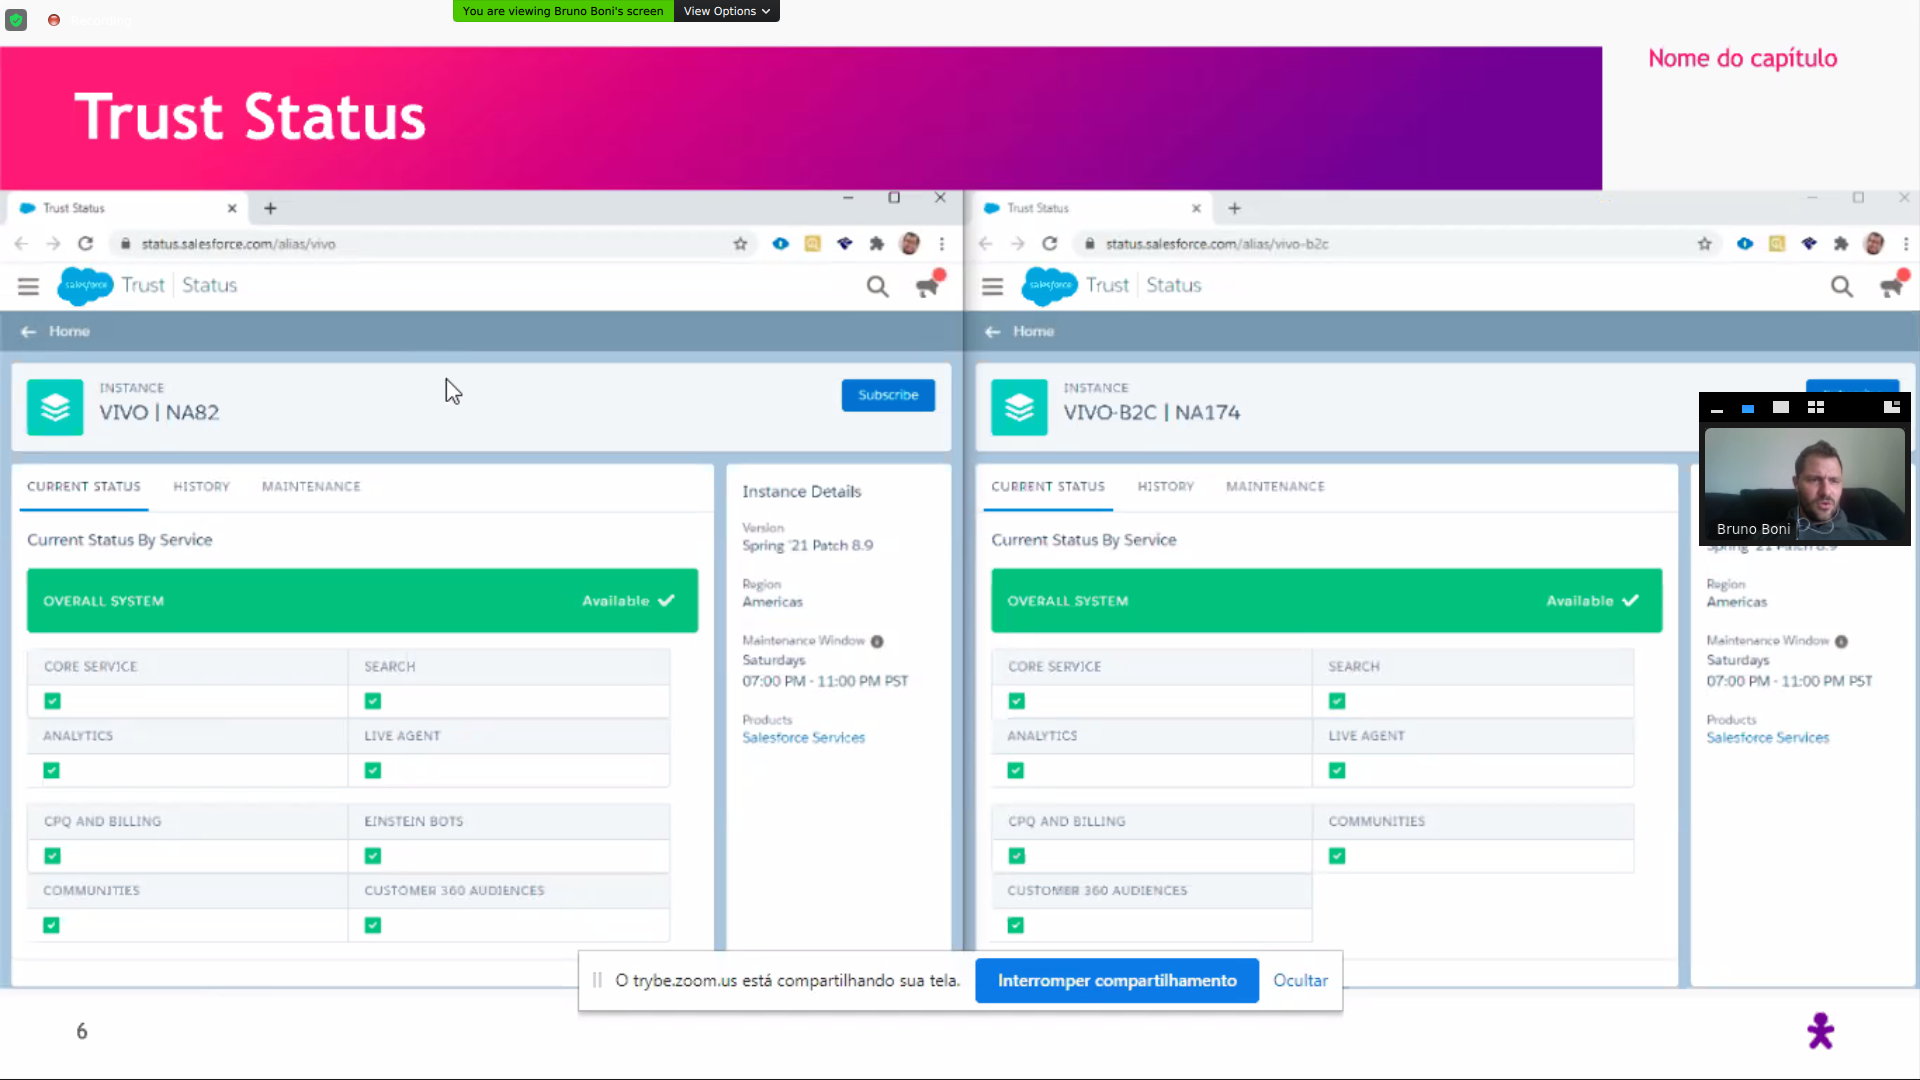 You are viewing Bruno Boni's screen
View Options
Nome do capítulo
Trust Status
Trust Status
status.salesforce.com/alias/vivo
salesforce
Trust
Status
Home
INSTANCE
VIVO | NA82
Subscribe
CURRENT STATUS
HISTORY
MAINTENANCE
Current Status By Service
OVERALL SYSTEM
Available
CORE SERVICE
SEARCH
ANALYTICS
LIVE AGENT
CPQ AND BILLING
EINSTEIN BOTS
COMMUNITIES
CUSTOMER 360 AUDIENCES
Instance Details
Version
Spring '21 Patch 8.9
Region
Americas
Maintenance Window
Saturdays
07:00 PM - 11:00 PM PST
Products
Salesforce Services
Trust Status
status.salesforce.com/alias/vivo-b2c
salesforce
Trust
Status
Home
INSTANCE
VIVO-B2C | NA174
CURRENT STATUS
HISTORY
MAINTENANCE
Current Status By Service
OVERALL SYSTEM
Available
CORE SERVICE
SEARCH
ANALYTICS
LIVE AGENT
CPQ AND BILLING
COMMUNITIES
CUSTOMER 360 AUDIENCES
Bruno Boni
Spring '21 Patch 8.9
Region
Americas
Maintenance Window
Saturdays
07:00 PM - 11:00 PM PST
Products
Salesforce Services
O trybe.zoom.us está compartilhando sua tela.
Interromper compartilhamento
Ocultar
6